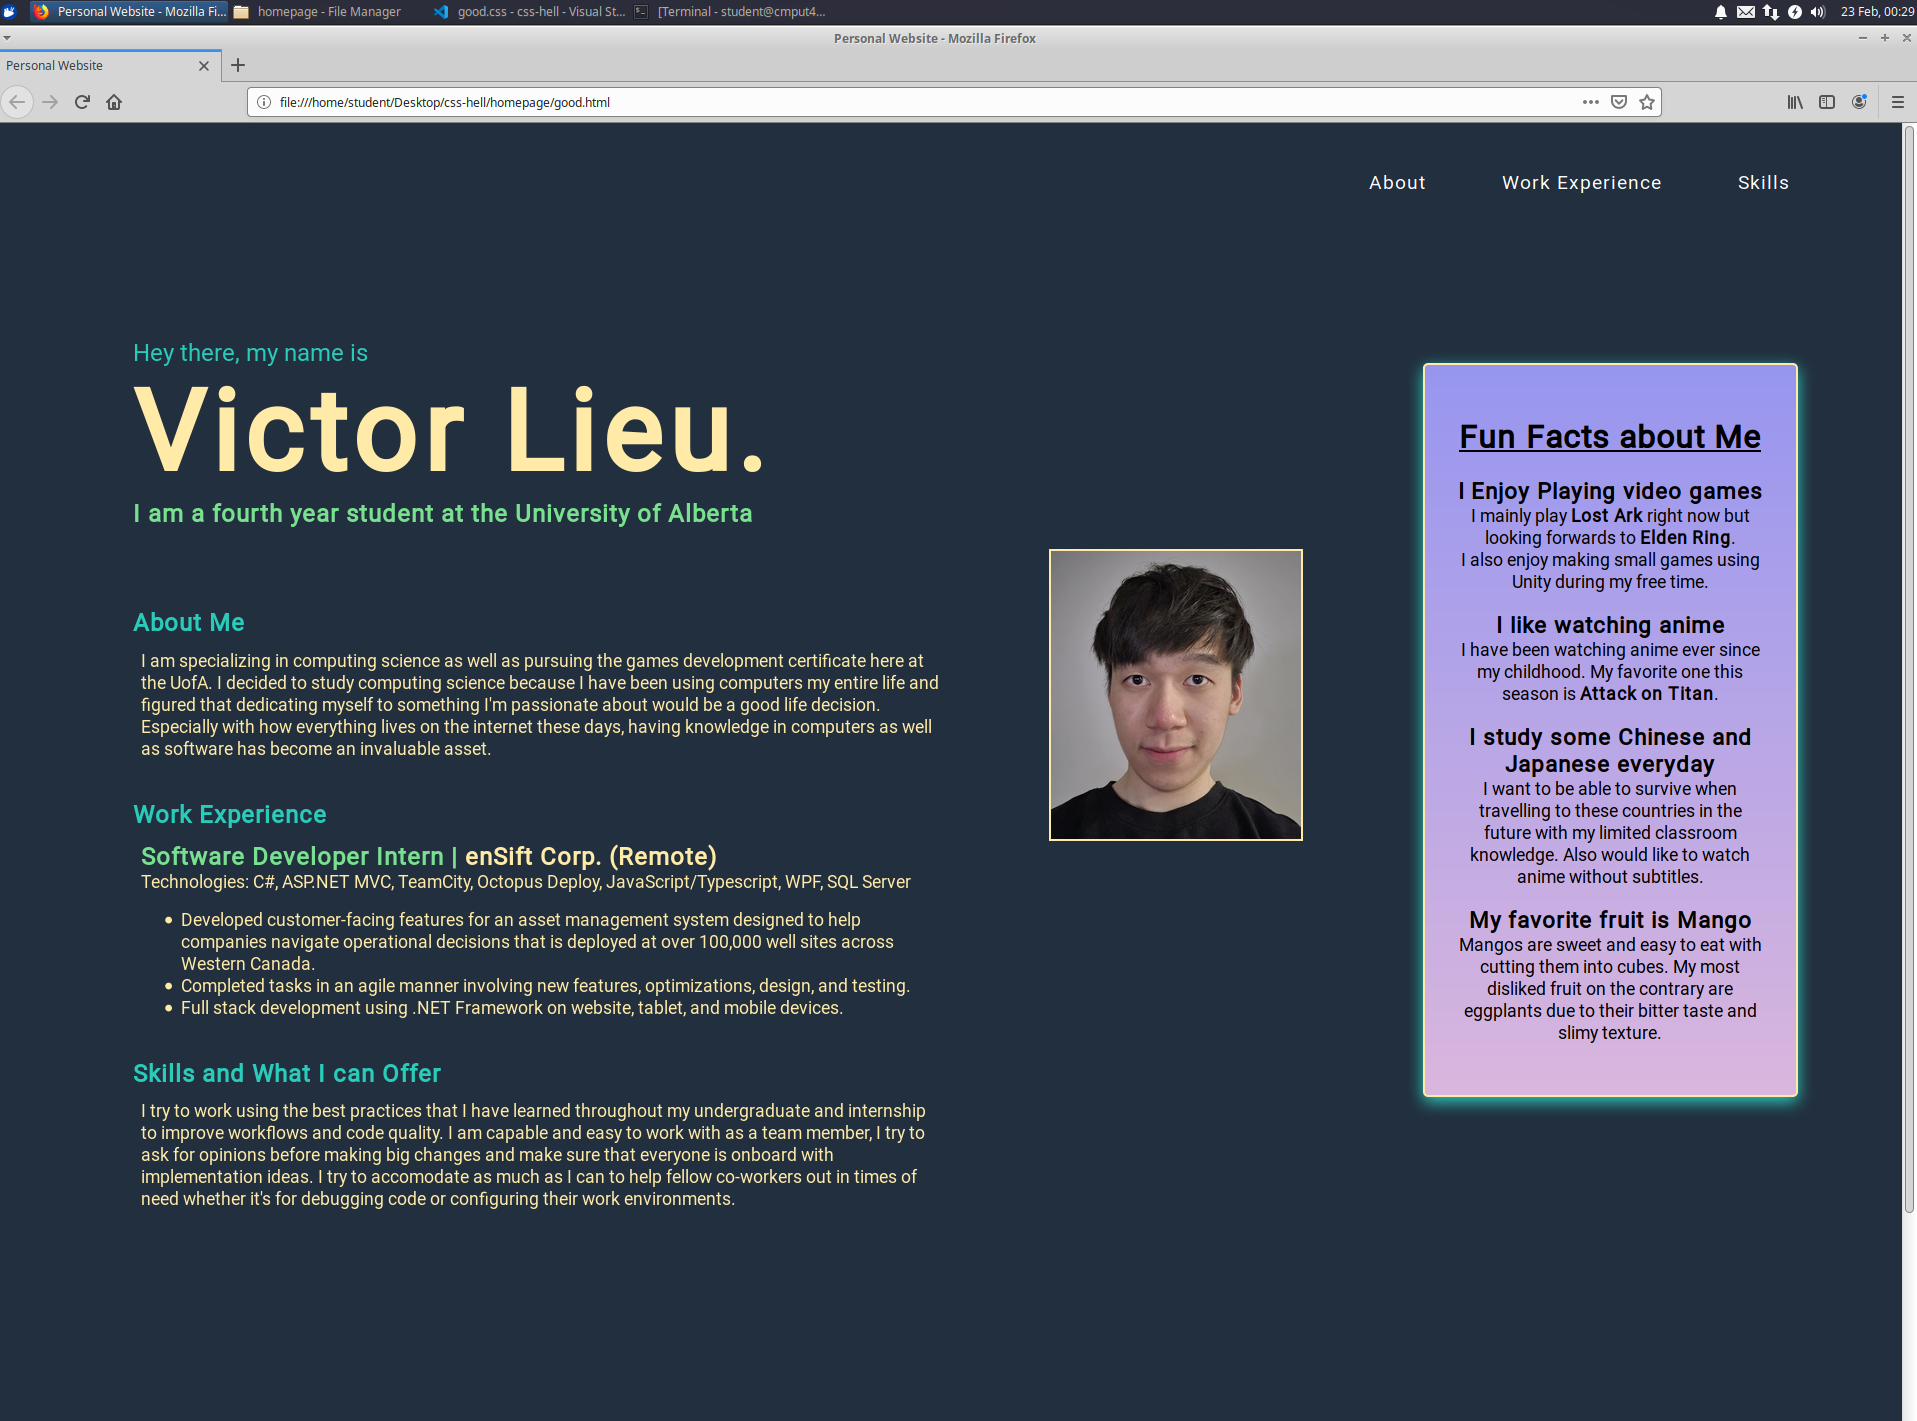 Personal Website - Mozilla Fi...
homepage - File Manager
good.css - css-hell - Visual St...
[Terminal - student@cmput4...
23 Feb, 00:29
Personal Website - Mozilla Firefox
Personal Website
file:///home/student/Desktop/css-hell/homepage/good.html
About
Work Experience
Skills
Hey there, my name is
Victor Lieu.
I am a fourth year student at the University of Alberta
About Me
I am specializing in computing science as well as pursuing the games development certificate here at
the UofA. I decided to study computing science because I have been using computers my entire life and
figured that dedicating myself to something I'm passionate about would be a good life decision.
Especially with how everything lives on the internet these days, having knowledge in computers as well
as software has become an invaluable asset.
Work Experience
Software Developer Intern | enSift Corp. (Remote)
Technologies: C#, ASP.NET MVC, TeamCity, Octopus Deploy, JavaScript/Typescript, WPF, SQL Server
• Developed customer-facing features for an asset management system designed to help
companies navigate operational decisions that is deployed at over 100,000 well sites across
Western Canada.
• Completed tasks in an agile manner involving new features, optimizations, design, and testing.
• Full stack development using .NET Framework on website, tablet, and mobile devices.
Skills and What I can Offer
I try to work using the best practices that I have learned throughout my undergraduate and internship
to improve workflows and code quality. I am capable and easy to work with as a team member, I try to
ask for opinions before making big changes and make sure that everyone is onboard with
implementation ideas. I try to accomodate as much as I can to help fellow co-workers out in times of
need whether it's for debugging code or configuring their work environments.
Fun Facts about Me
I Enjoy Playing video games
I mainly play Lost Ark right now but
looking forwards to Elden Ring.
I also enjoy making small games using
Unity during my free time.
I like watching anime
I have been watching anime ever since
my childhood. My favorite one this
season is Attack on Titan.
I study some Chinese and
Japanese everyday
I want to be able to survive when
travelling to these countries in the
future with my limited classroom
knowledge. Also would like to watch
anime without subtitles.
My favorite fruit is Mango
Mangos are sweet and easy to eat with
cutting them into cubes. My most
disliked fruit on the contrary are
eggplants due to their bitter taste and
slimy texture.